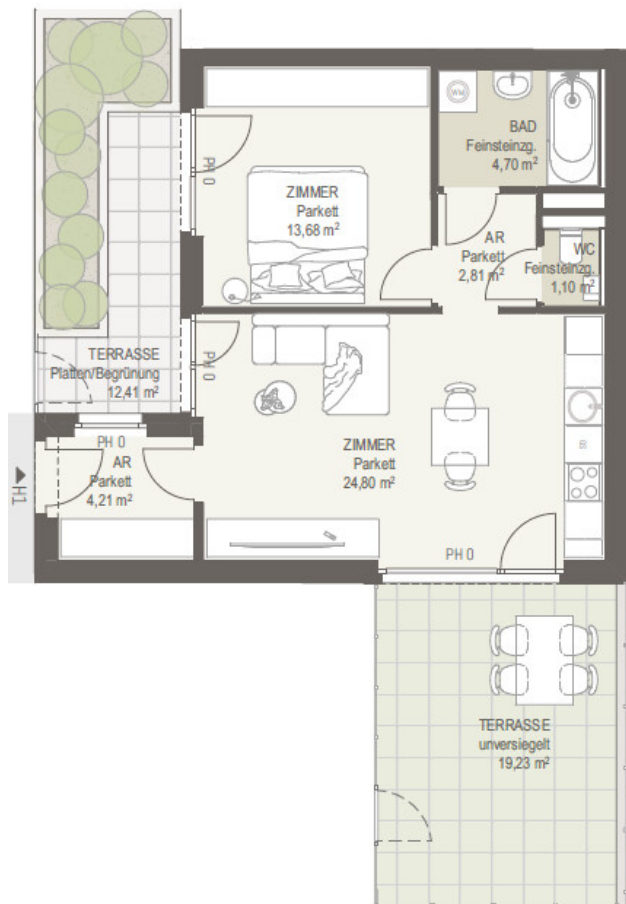 BAD
Feinsteinzg.
4,70 m²
WM
PH 0
ZIMMER
Parkett
13,68 m²
AR
Parkett
2,81 m²
WC
Feinsteinzg.
1,10 m²
TERRASSE
Platten/Begrünung
12,41 m²
PH 0
PH 0
AR
Parkett
4,21 m²
H1
ZIMMER
Parkett
24,80 m²
PH 0
TERRASSE
unversiegelt
19,23 m²